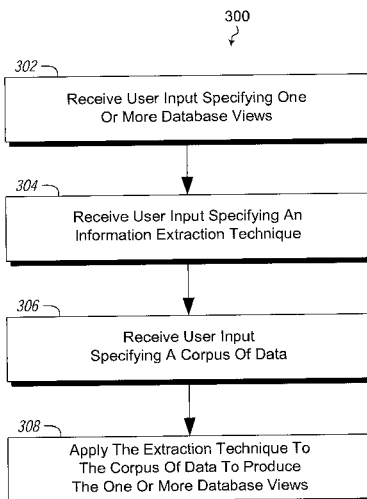 300
302
Receive User Input Specifying One
Or More Database Views
304
Receive User Input Specifying An
Information Extraction Technique
306
Receive User Input
Specifying A Corpus Of Data
308
Apply The Extraction Technique To
The Corpus Of Data To Produce
The One Or More Database Views